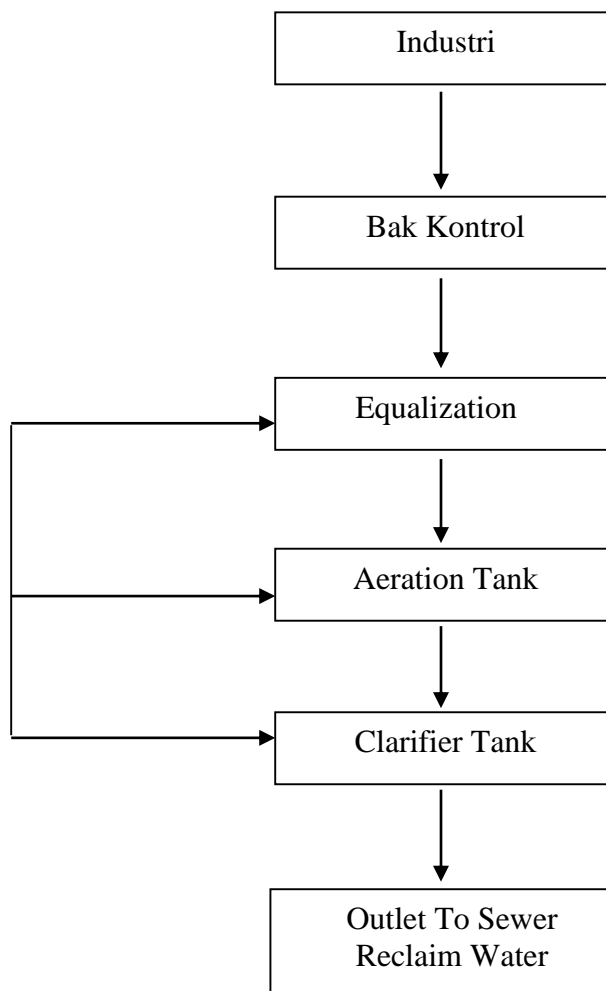 Industri
Bak Kontrol
Equalization
Aeration Tank
Clarifier Tank
Outlet To Sewer
Reclaim Water